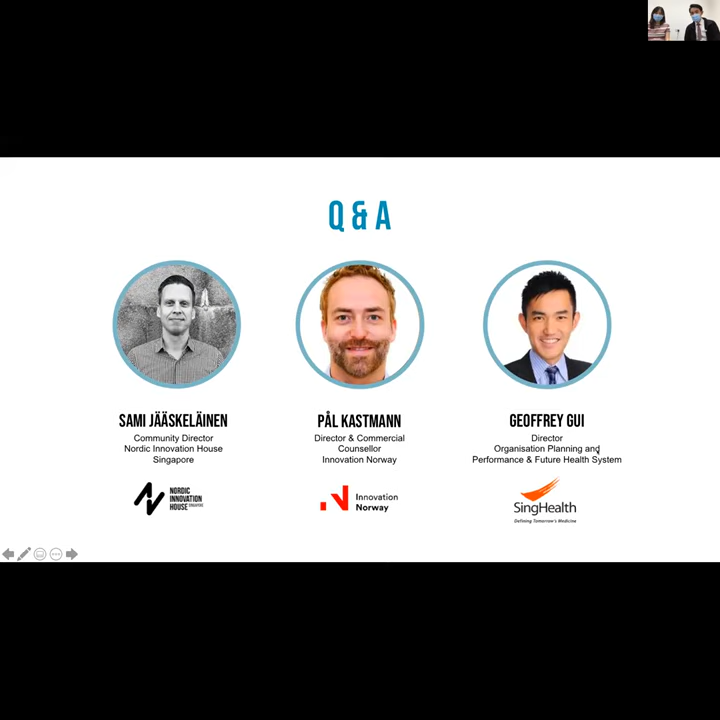 Q & A
SAMI JÄÄSKELÄINEN
Community Director
Nordic Innovation House
Singapore
NORDIC
INNOVATION
HOUSE SINGAPORE
PÅL KASTMANN
Director & Commercial
Counsellor
Innovation Norway
Innovation
Norway
GEOFFREY GUI
Director
Organisation Planning and
Performance & Future Health System
SingHealth
Defining Tomorrow's Medicine